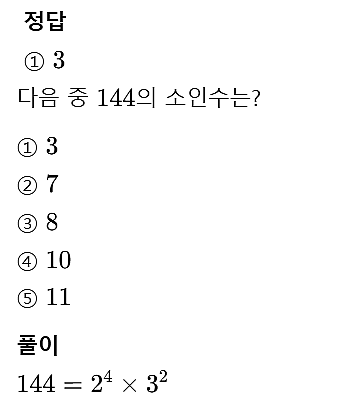 정답
① 3
다음 중 144의 소인수는?
① 3
② 7
③ 8
④ 10
⑤ 11
풀이
144 = 2⁴ × 3²